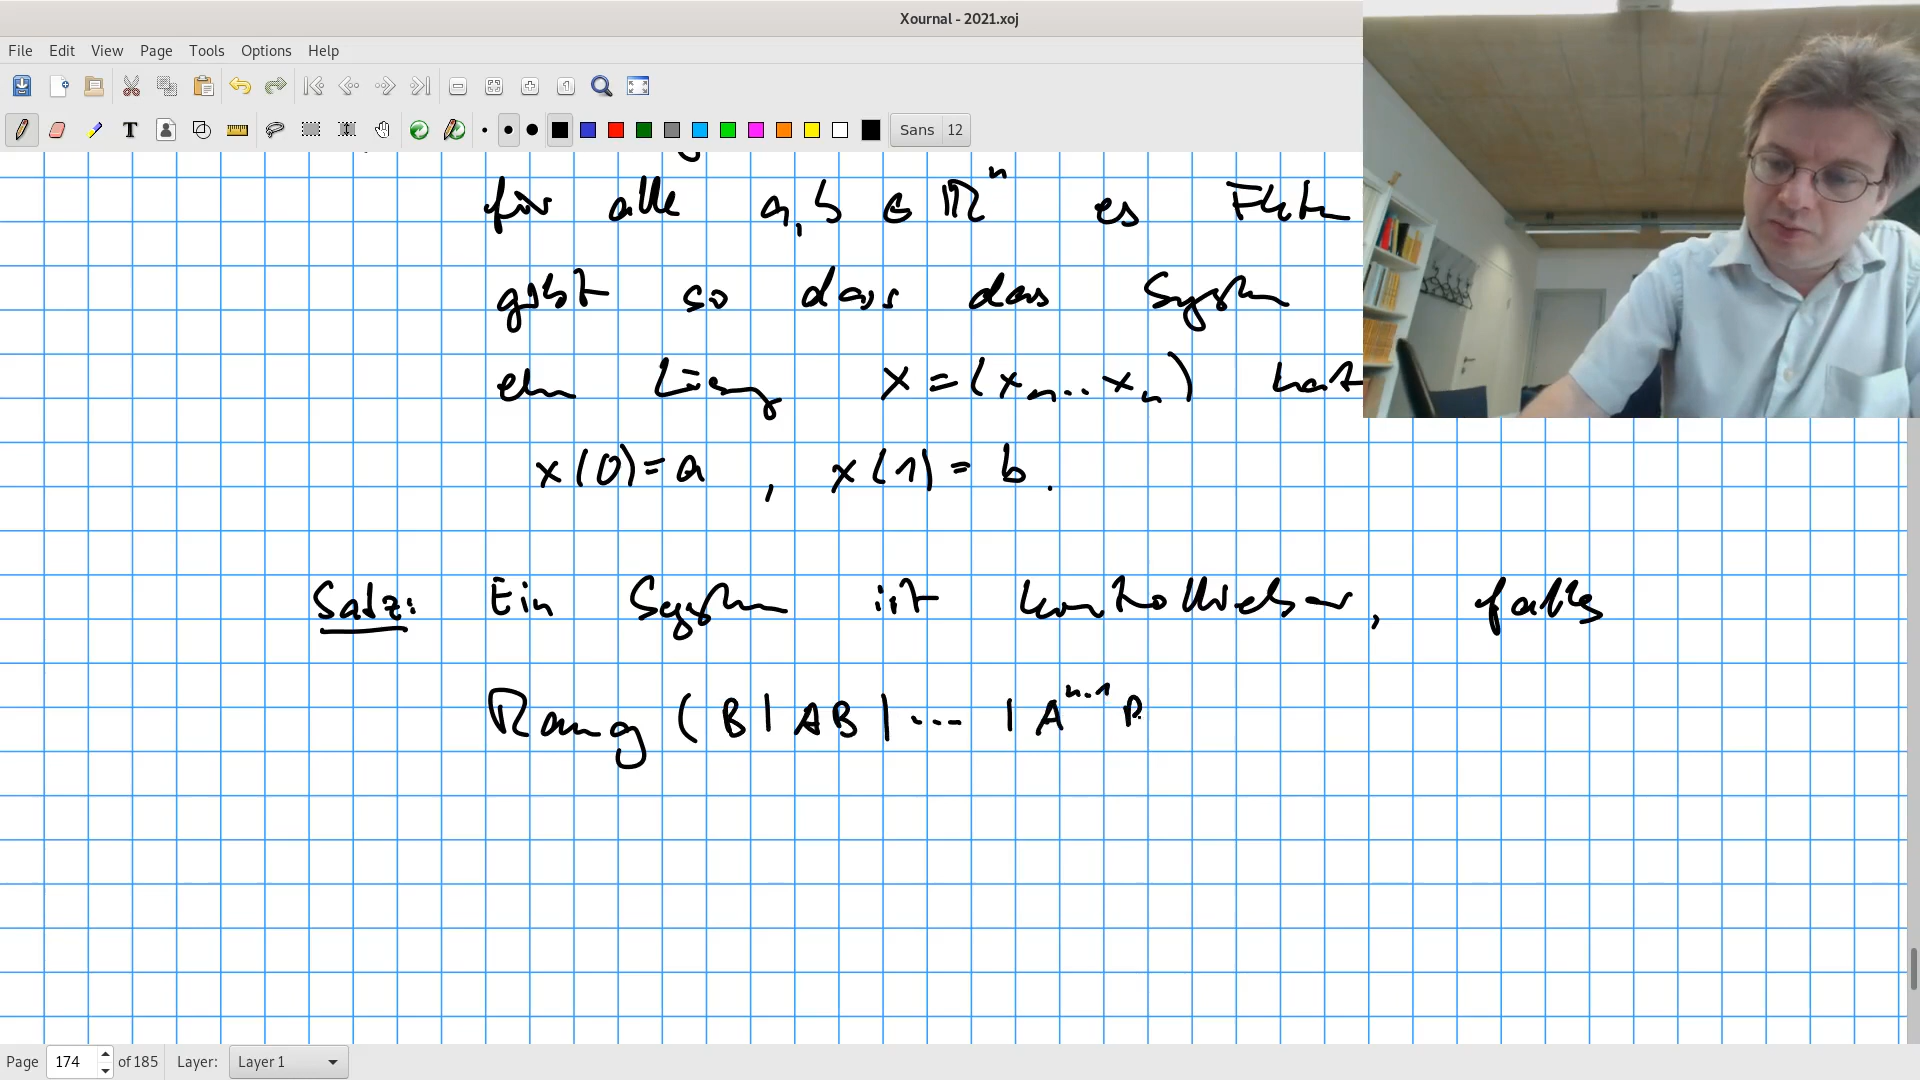 Xournal - 2021.xoj
File Edit View Page Tools Options Help
Sans 12
für alle a, b ∈ ℝⁿ es
gibt so dass das System
eine Lösung x = (x₁...xₙ) hat
x(0) = a , x(1) = b .
Satz: Ein System ist kontrollierbar, falls
Rang ( B | AB | ... | Aⁿ⁻¹ B
Page 174 of 185 Layer: Layer 1